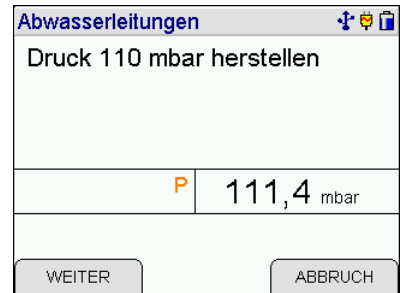 Abwasserleitungen
Druck 110 mbar herstellen
P 111,4 mbar
WEITER ABBRUCH